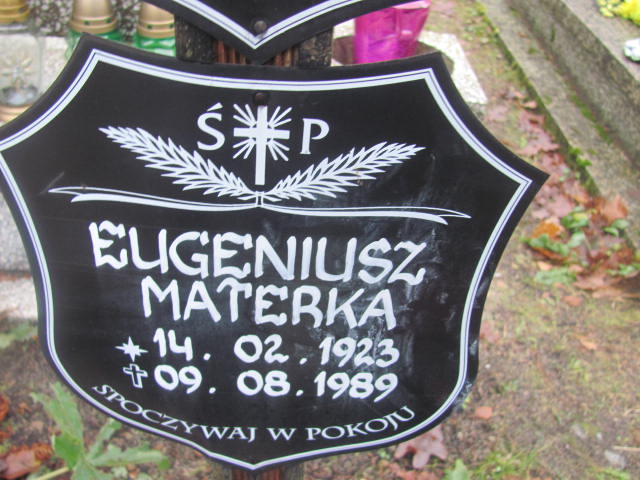 Ś P
EUGENIUSZ
MATERKA
14. 02. 1923
09. 08. 1989
SPOCZYWAJ W POKOJU